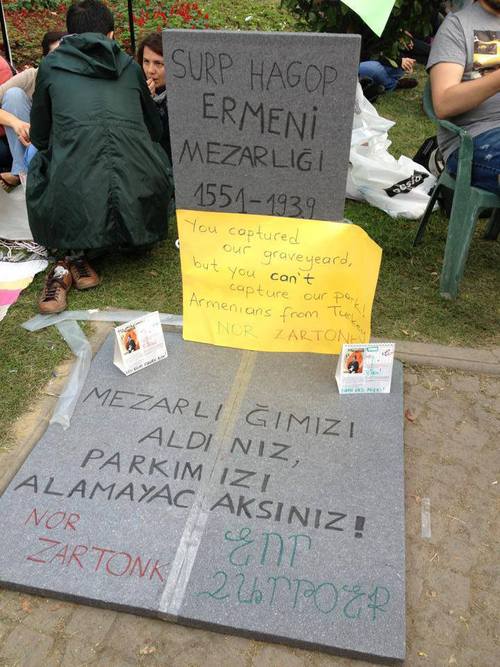 SURP HAGOP
ERMENİ
MEZARLIĞI
1551-1939
You captured
our graveyard,
but you can't
capture our park!
Armenians from Turkey
NOR ZARTONK
MEZARLIĞIMIZI
ALDINIZ,
PARKIMIZI
ALAMAYACAKSINIZ!
NOR
ZARTONK
ՆՈՐ
ԶԱՐԹՕՆՔ